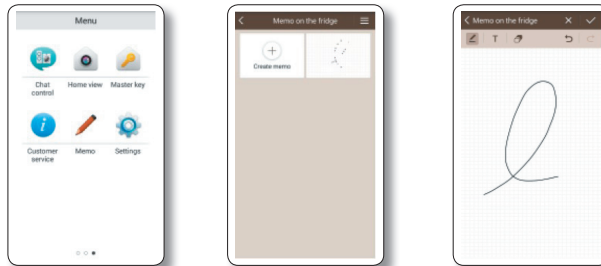 Menu
Chat control
Home view
Master key
Customer service
Memo
Settings
Memo on the fridge
Create memo
Memo on the fridge
T